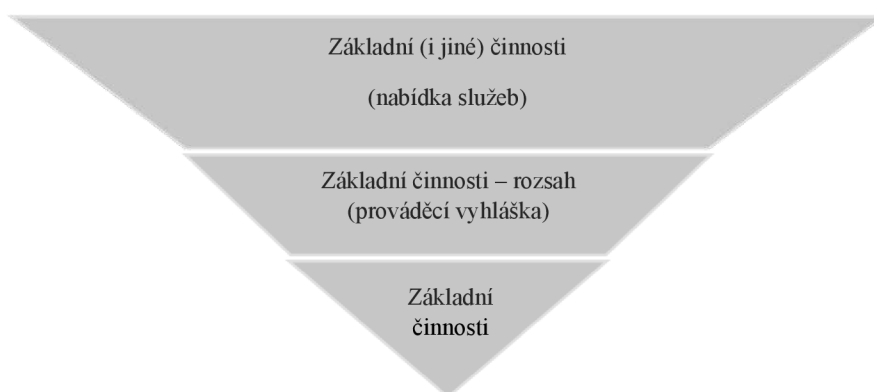 Základní (i jiné) činnosti
(nabídka služeb)
Základní činnosti – rozsah
(prováděcí vyhláška)
Základní
činnosti